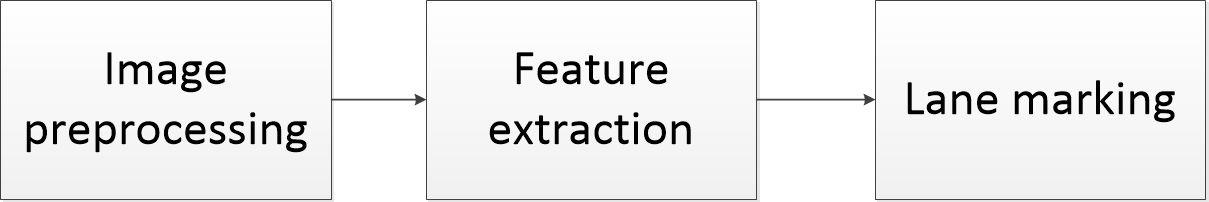 Image
preprocessing
Feature
extraction
Lane marking